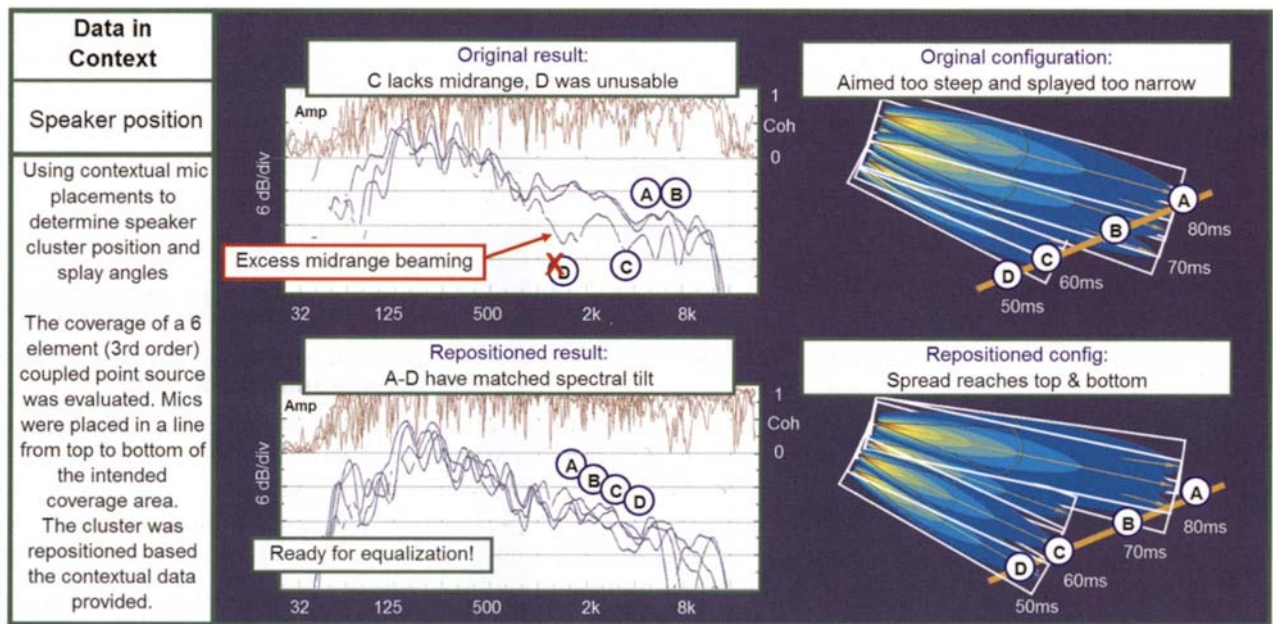 Data in
Context
Speaker position
Using contextual mic
placements to
determine speaker
cluster position and
splay angles
The coverage of a 6
element (3rd order)
coupled point source
was evaluated. Mics
were placed in a line
from top to bottom of
the intended
coverage area.
The cluster was
repositioned based
the contextual data
provided.
Original result:
C lacks midrange, D was unusable
Amp
1
Coh
0
6 dB/div
A B
Excess midrange beaming
D
C
32 125 500 2k 8k
Orginal configuration:
Aimed too steep and splayed too narrow
A
80ms
B
70ms
C
60ms
D
50ms
Repositioned result:
A-D have matched spectral tilt
Amp
1
Coh
0
6 dB/div
A
B
C
D
Ready for equalization!
32 125 500 2k 8k
Repositioned config:
Spread reaches top & bottom
A
80ms
B
70ms
C
60ms
D
50ms